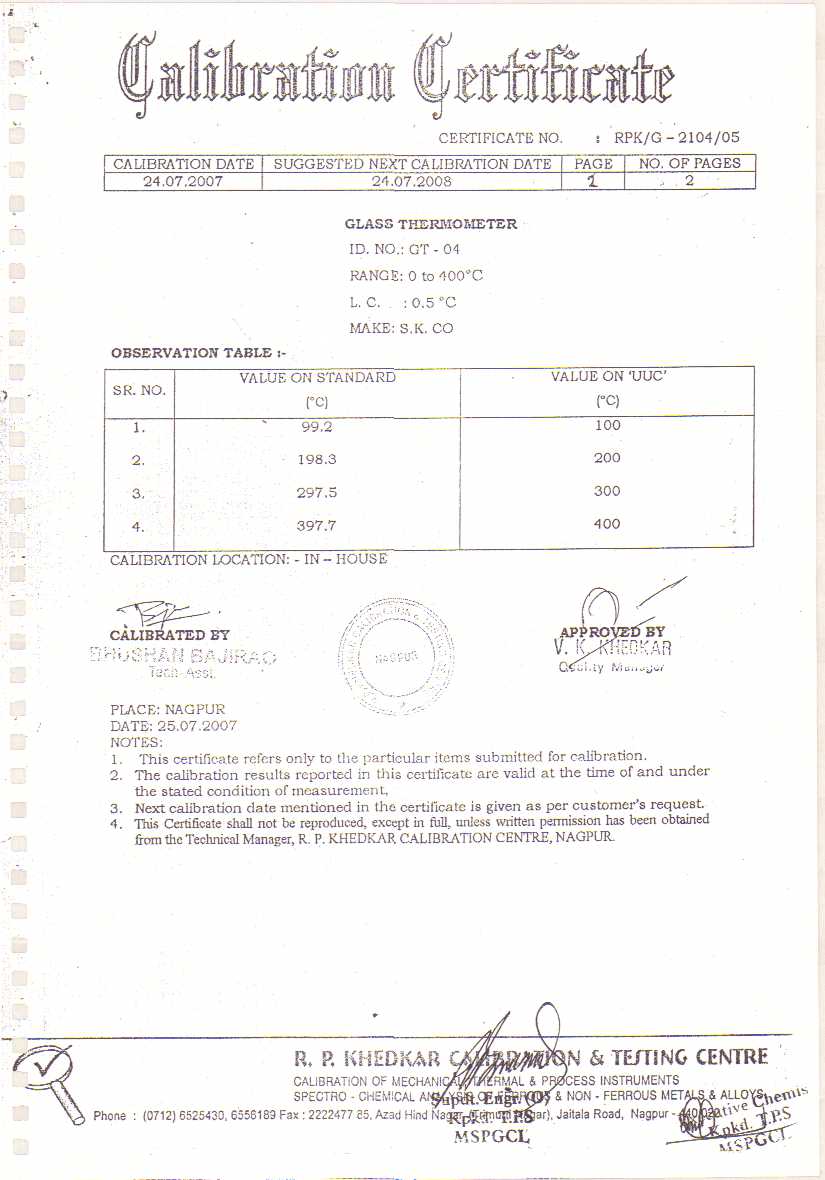 Calibration Certificate
CERTIFICATE NO. : RPK/G – 2104/05
CALIBRATION DATE SUGGESTED NEXT CALIBRATION DATE PAGE NO. OF PAGES
24.07.2007 24.07.2008 2 2
GLASS THERMOMETER
ID. NO.: GT - 04
RANGE: 0 to 400°C
L. C. : 0.5 °C
MAKE: S.K. CO
OBSERVATION TABLE :-
SR. NO. VALUE ON STANDARD (°C) VALUE ON 'UUC' (°C)
1. 99.2 100
2. 198.3 200
3. 297.5 300
4. 397.7 400
CALIBRATION LOCATION: - IN – HOUSE
CALIBRATED BY
BHUSHAN BAJIRAO
Tech. Asst.
NAGPUR
APPROVED BY
V. K. KHEDKAR
Quality Manager
PLACE: NAGPUR
DATE: 25.07.2007
NOTES:
1. This certificate refers only to the particular items submitted for calibration.
2. The calibration results reported in this certificate are valid at the time of and under
the stated condition of measurement,
3. Next calibration date mentioned in the certificate is given as per customer's request.
4. This Certificate shall not be reproduced, except in full, unless written permission has been obtained
from the Technical Manager, R. P. KHEDKAR CALIBRATION CENTRE, NAGPUR.
R. P. KHEDKAR CALIBRATION & TESTING CENTRE
CALIBRATION OF MECHANICAL, THERMAL & PROCESS INSTRUMENTS
SPECTRO - CHEMICAL ANALYSIS OF FERROUS & NON - FERROUS METALS & ALLOYS
Phone : (0712) 6525430, 6556189 Fax : 2222477 85, Azad Hind Nagar, (Trimurti Nagar), Jaitala Road, Nagpur - 440 022
Supdt. Engr. (O)
Kpkd. T.P.S
MSPGCL
Chemis
Kpkd. T.P.S
MSPGCL